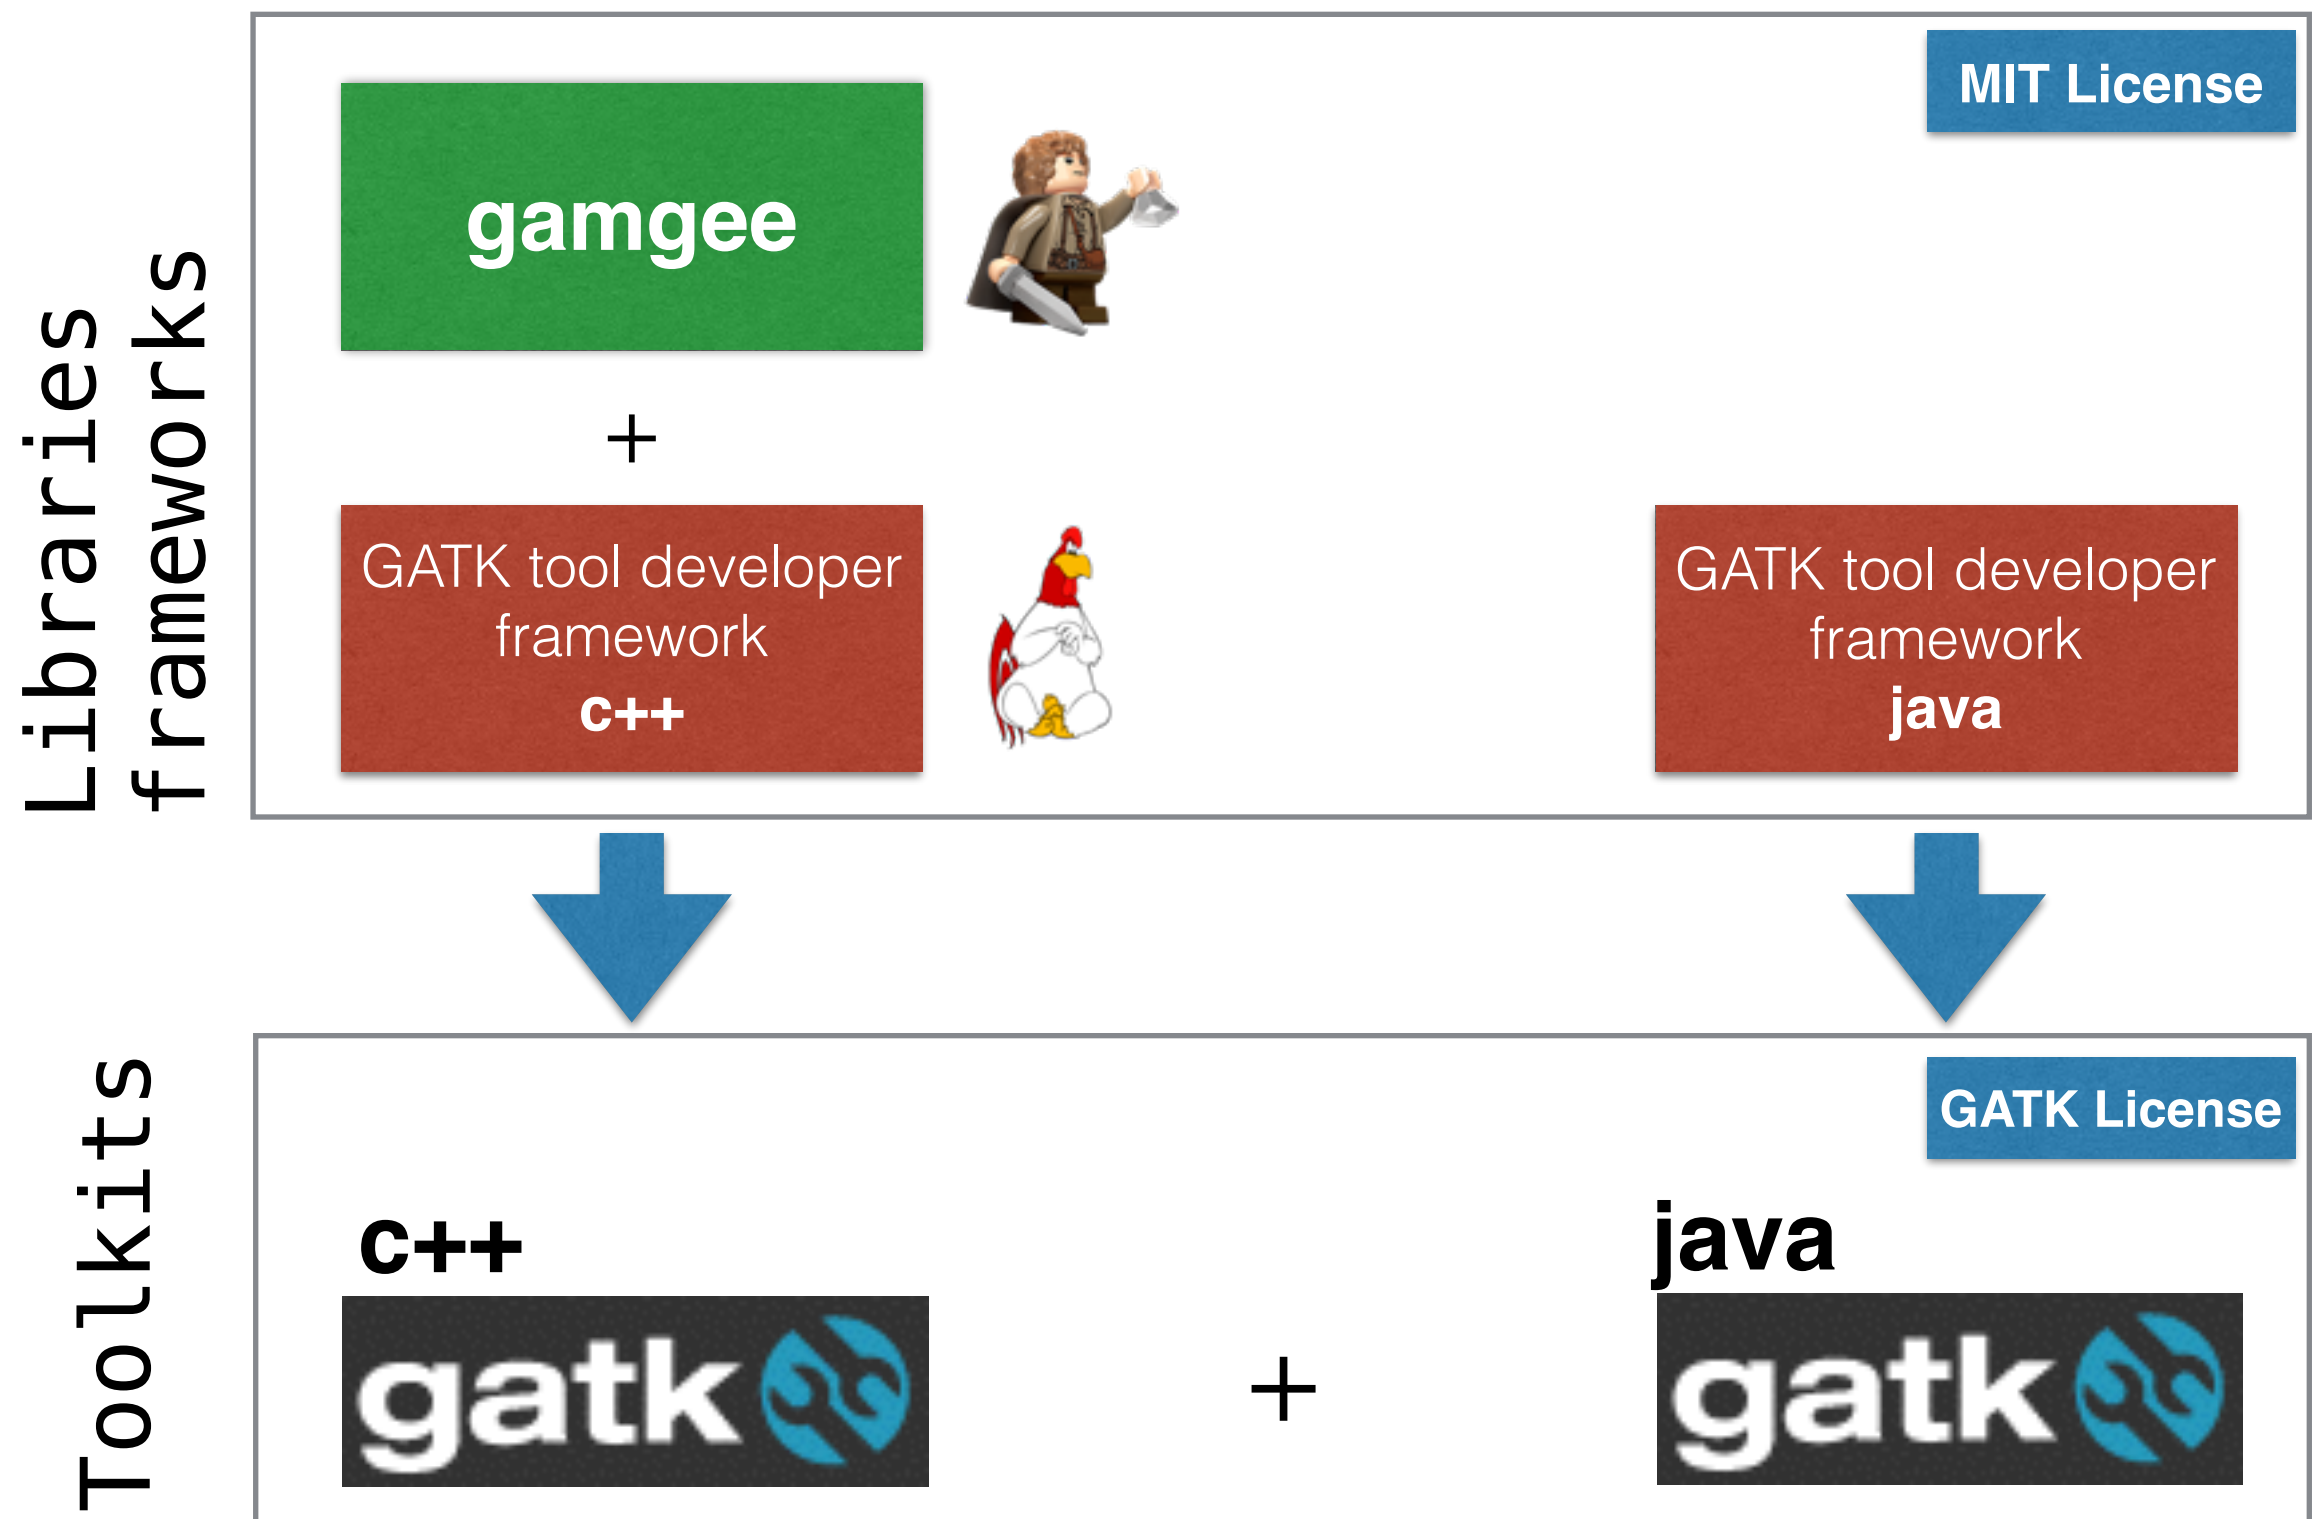 Libraries
frameworks
MIT License
gamgee
+
GATK tool developer
framework
c++
GATK tool developer
framework
java
Toolkits
GATK License
c++
gatk
+
java
gatk